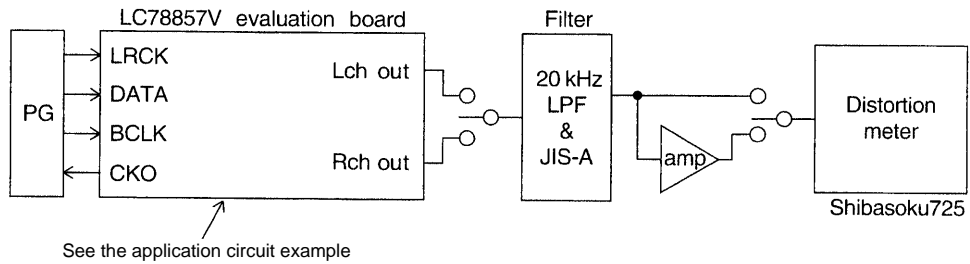 LC78857V evaluation board
PG
LRCK
DATA
BCLK
CKO
Lch out
Rch out
Filter
20 kHz
LPF
&
JIS-A
amp
Distortion
meter
Shibasoku725
See the application circuit example